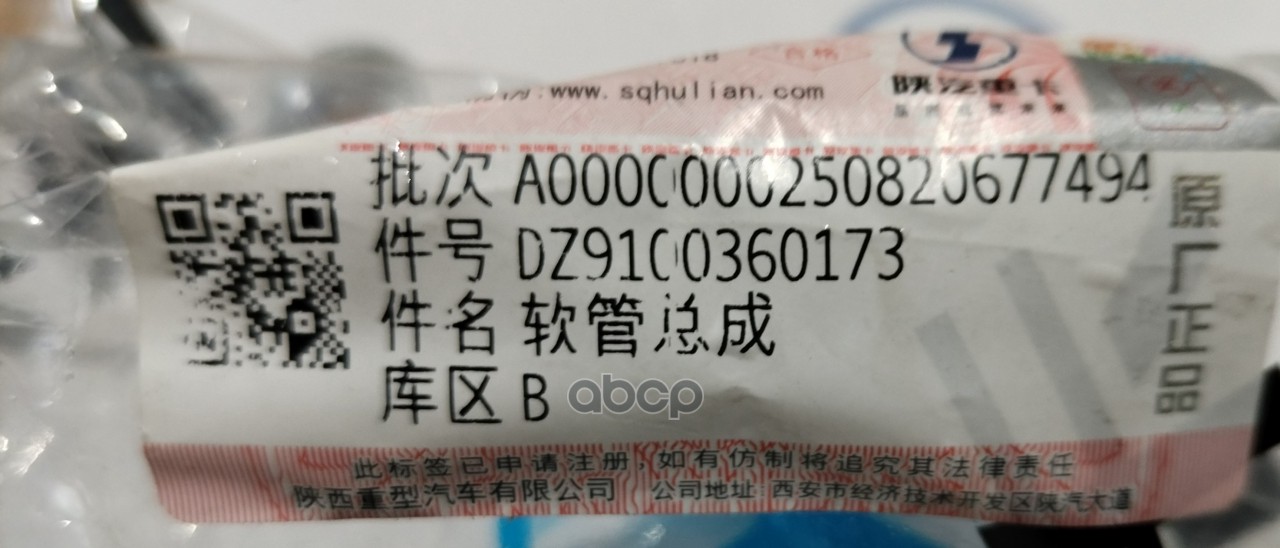 www.sqhulian.com
陕汽重卡
批次 A000000025082067​7494
件号 DZ9100360173
件名 软管总成
库区 B
abcp
原厂正品
此标签已申请注册,如有仿制将追究其法律责任
陕西重型汽车有限公司 公司地址:西安市经济技术开发区陕汽大道